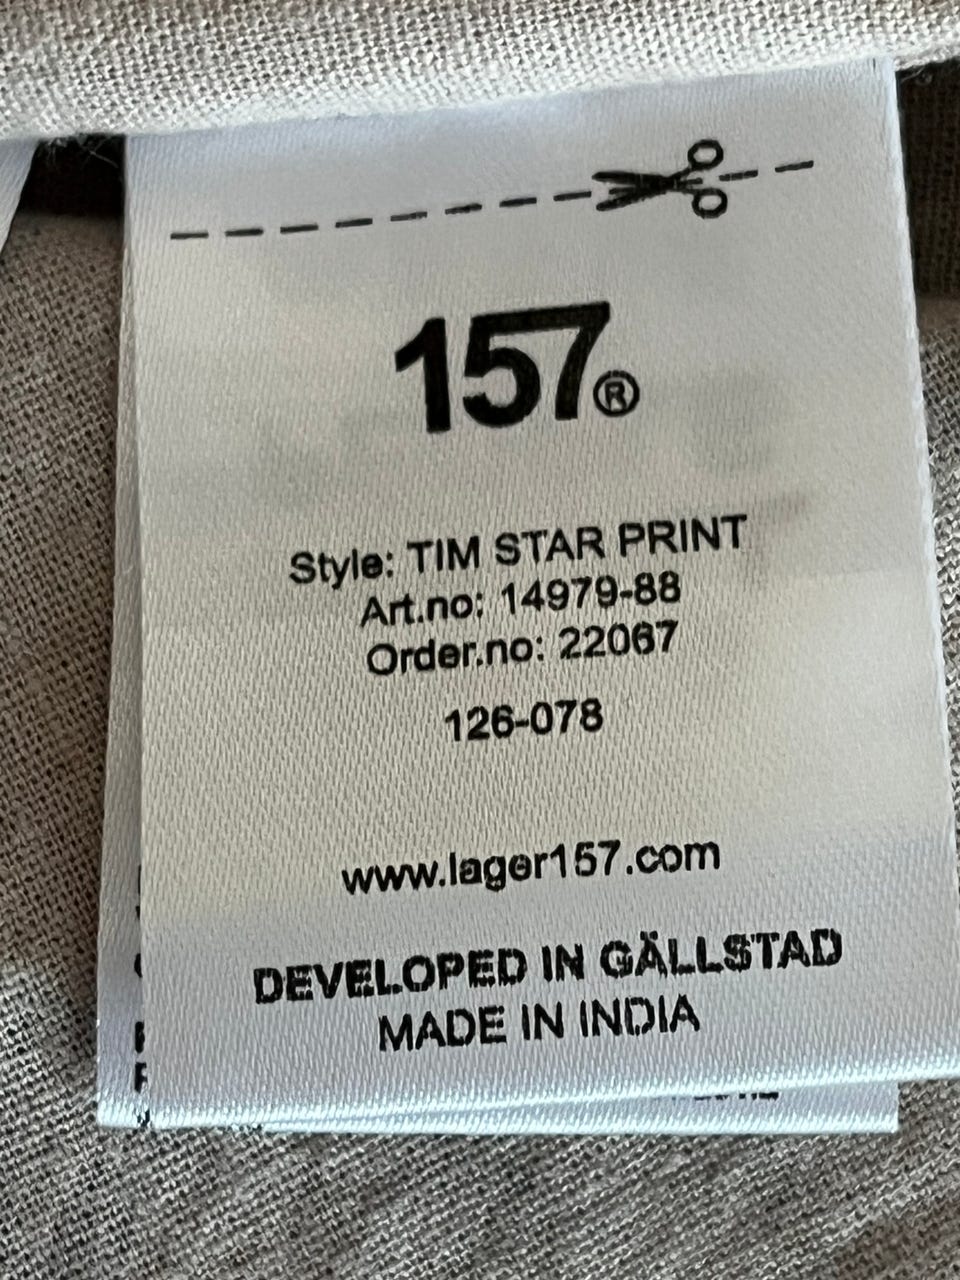 157®
Style: TIM STAR PRINT
Art.no: 14979-88
Order.no: 22067
126-078
www.lager157.com
DEVELOPED IN GÄLLSTAD
MADE IN INDIA